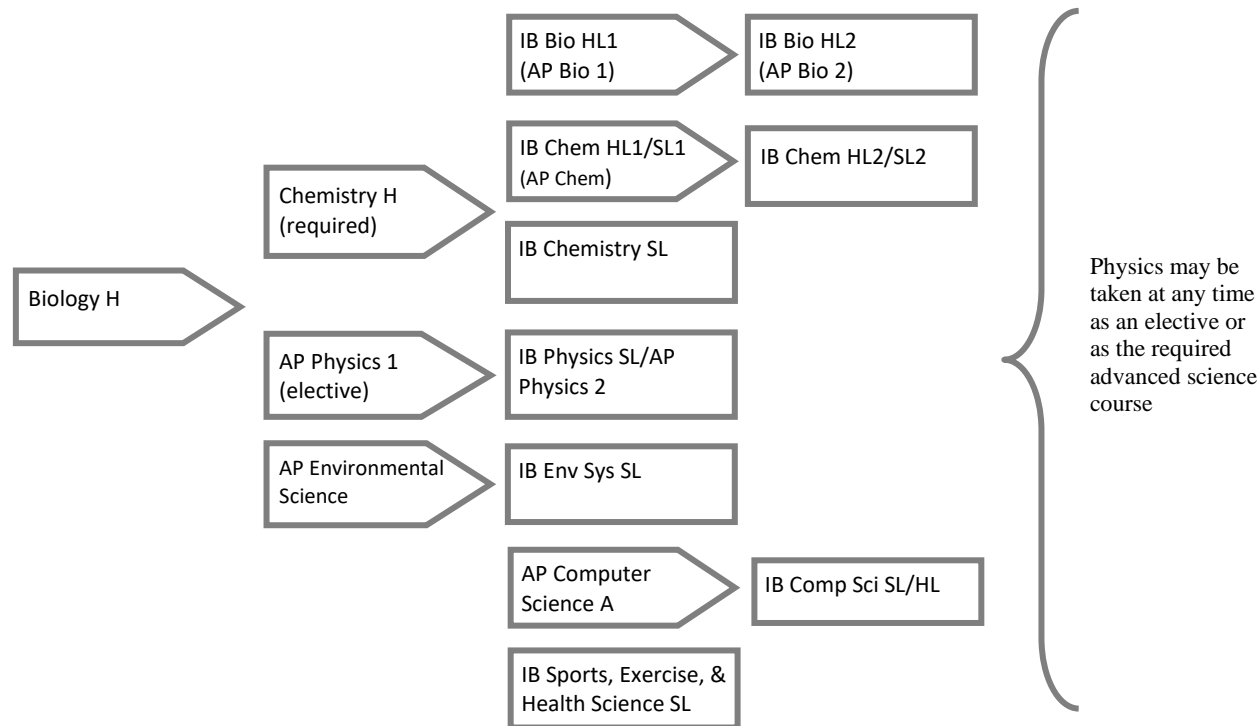 IB Bio HL1
(AP Bio 1)
IB Bio HL2
(AP Bio 2)
IB Chem HL1/SL1
(AP Chem)
IB Chem HL2/SL2
Chemistry H
(required)
IB Chemistry SL
Biology H
AP Physics 1
(elective)
IB Physics SL/AP
Physics 2
AP Environmental
Science
IB Env Sys SL
AP Computer
Science A
IB Comp Sci SL/HL
IB Sports, Exercise, &
Health Science SL
Physics may be
taken at any time
as an elective or
as the required
advanced science
course